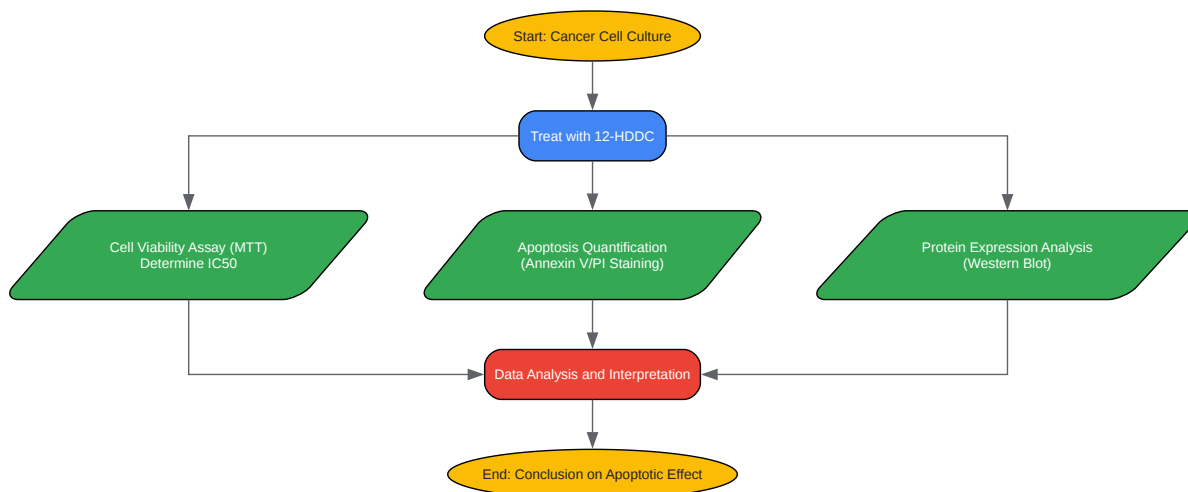 Start: Cancer Cell Culture
Treat with 12-HDDC
Cell Viability Assay (MTT)
Determine IC50
Apoptosis Quantification
(Annexin V/PI Staining)
Protein Expression Analysis
(Western Blot)
Data Analysis and Interpretation
End: Conclusion on Apoptotic Effect